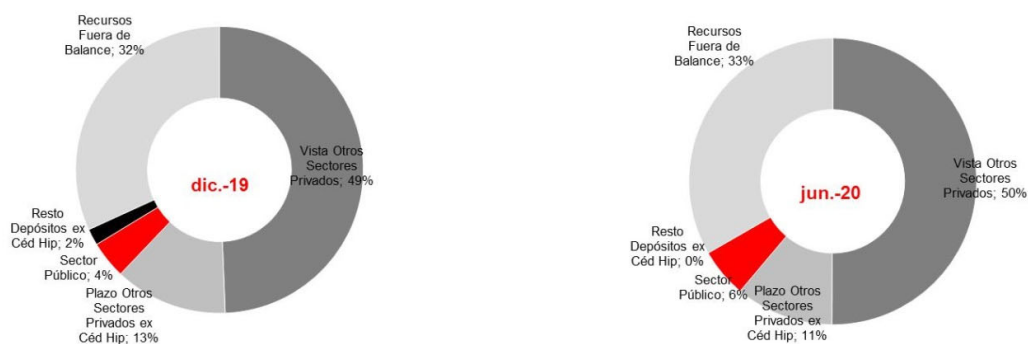 Recursos
Fuera de
Balance; 32%
Vista Otros
Sectores
Privados; 49%
dic.-19
Resto
Depósitos ex
Céd Hip; 2%
Sector
Público; 4%
Plazo Otros
Sectores
Privados ex
Céd Hip; 13%
Recursos
Fuera de
Balance; 33%
Vista Otros
Sectores
Privados; 50%
jun.-20
Resto
Depósitos ex
Céd Hip; 0%
Sector
Público; 6%
Plazo Otros
Sectores
Privados ex
Céd Hip; 11%